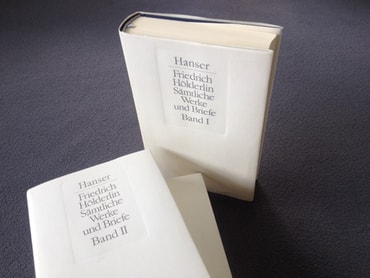 Hanser
Friedrich
Hölderlin
Sämtliche
Werke
und Briefe
Band I
Hanser
Friedrich
Hölderlin
Sämtliche
Werke
und Briefe
Band II